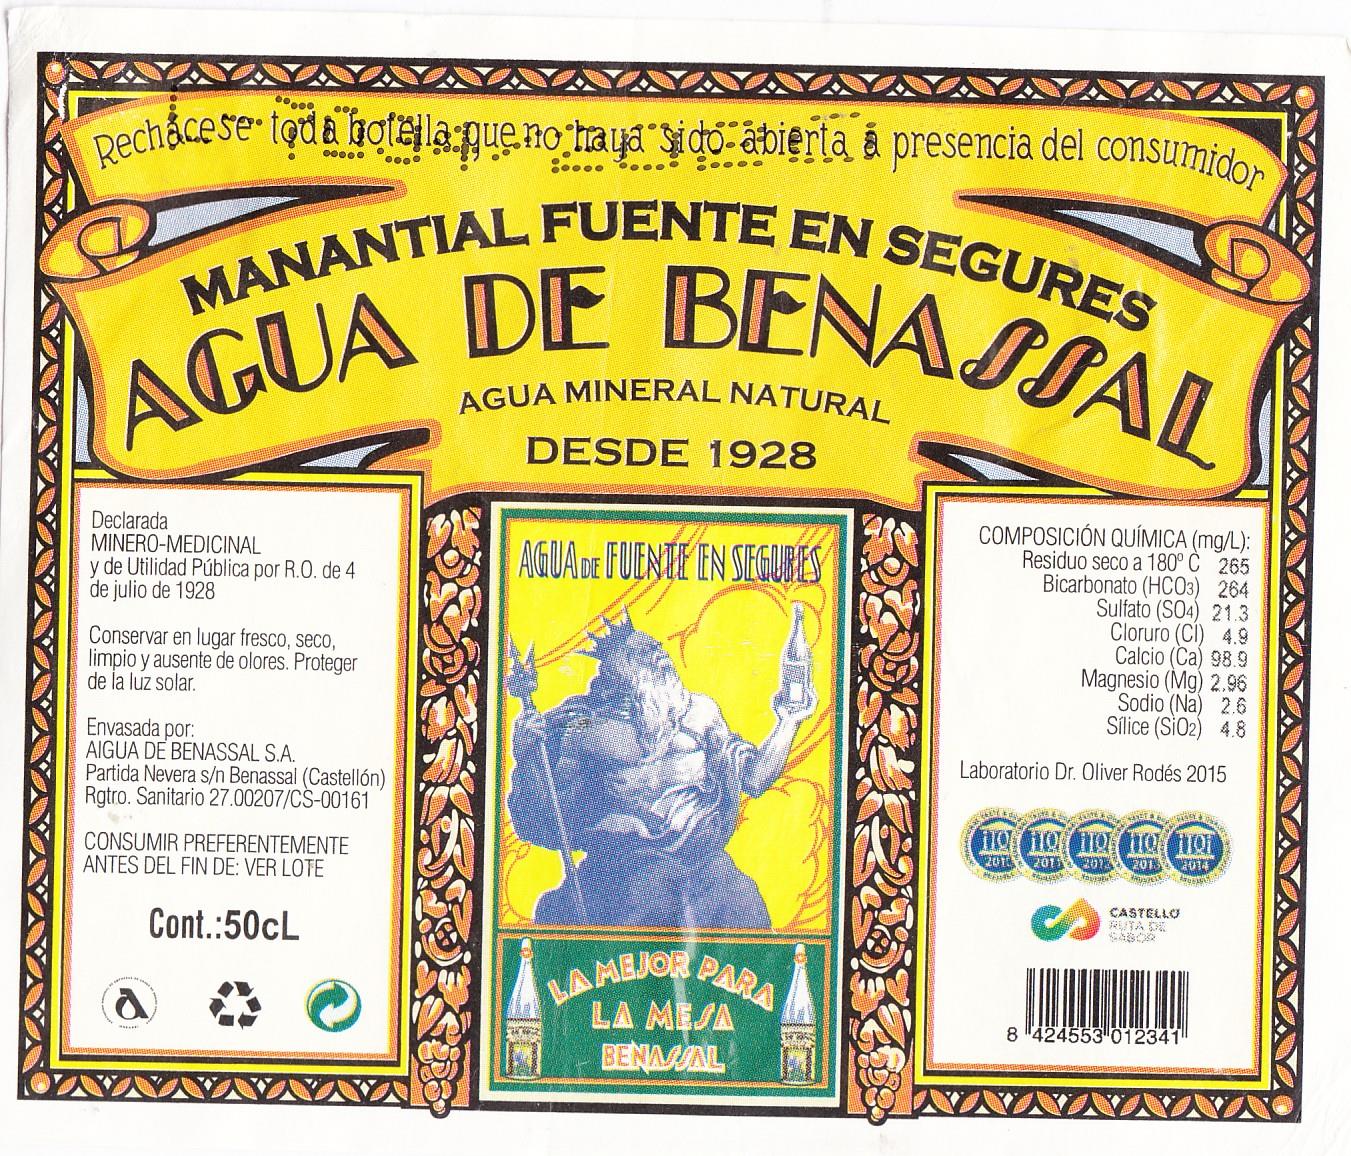 Rechácese toda botella que no haya sido abierta á presencia del consumidor
MANANTIAL FUENTE EN SEGURES
AGUA DE BENASSAL
AGUA MINERAL NATURAL
DESDE 1928
Declarada
MINERO-MEDICINAL
y de Utilidad Pública por R.O. de 4
de julio de 1928
Conservar en lugar fresco, seco,
limpio y ausente de olores. Proteger
de la luz solar.
Envasada por:
AIGUA DE BENASSAL S.A.
Partida Nevera s/n Benassal (Castellón)
Rgtro. Sanitario 27.00207/CS-00161
CONSUMIR PREFERENTEMENTE
ANTES DEL FIN DE: VER LOTE
Cont.:50cL
AGUA DE FUENTE EN SEGURES
LA MEJOR PARA
LA MESA
BENASSAL
COMPOSICIÓN QUÍMICA (mg/L):
Residuo seco a 180º C 265
Bicarbonato (HCO3) 264
Sulfato (SO4) 21.3
Cloruro (Cl) 4.9
Calcio (Ca) 98.9
Magnesio (Mg) 2.96
Sodio (Na) 2.6
Sílice (SiO2) 4.8
Laboratorio Dr. Oliver Rodés 2015
iTQi
2014
CASTELLÓ
RUTA DE
SABOR
8 424553 012341